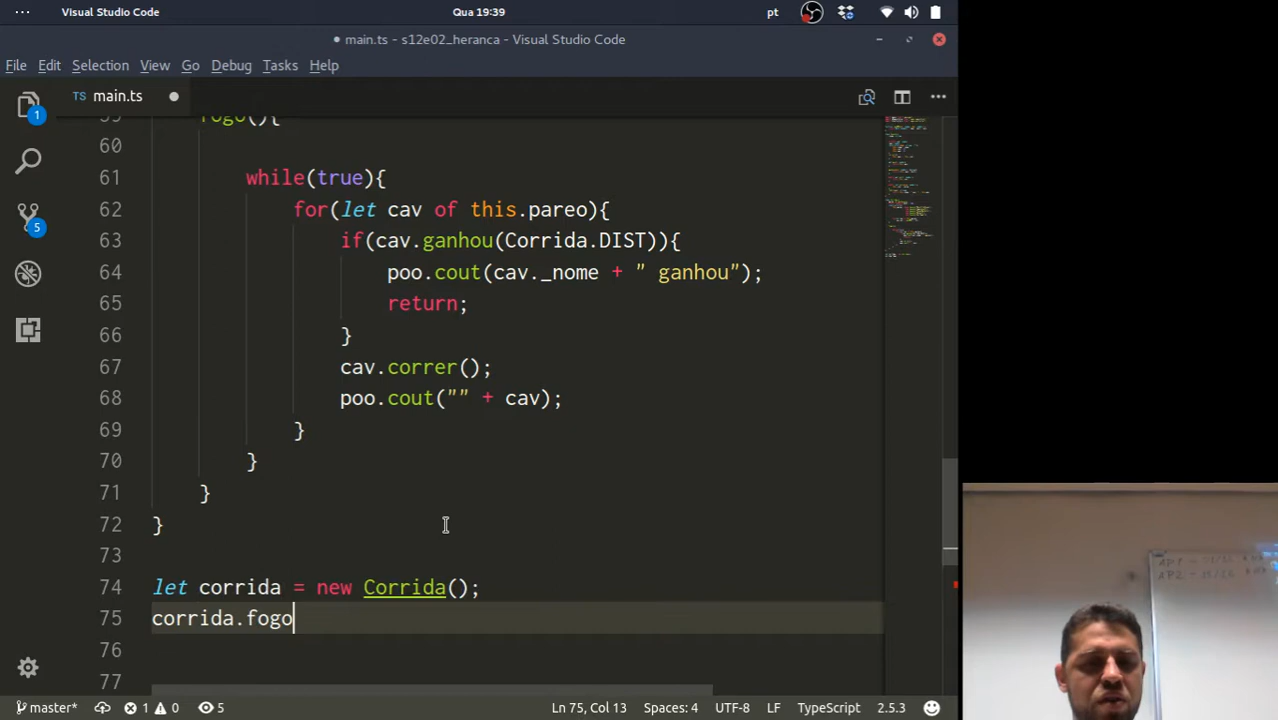 Visual Studio Code
Qua 19:39
pt
main.ts - s12e02_heranca - Visual Studio Code
File Edit Selection View Go Debug Tasks Help
TS main.ts
1
5
59 fogo(){
60
61 while(true){
62 for(let cav of this.pareo){
63 if(cav.ganhou(Corrida.DIST)){
64 poo.cout(cav._nome + " ganhou");
65 return;
66 }
67 cav.correr();
68 poo.cout("" + cav);
69 }
70 }
71 }
72 }
73
74 let corrida = new Corrida();
75 corrida.fogo
76
77
master* 1 0 5 Ln 75, Col 13 Spaces: 4 UTF-8 LF TypeScript 2.5.3